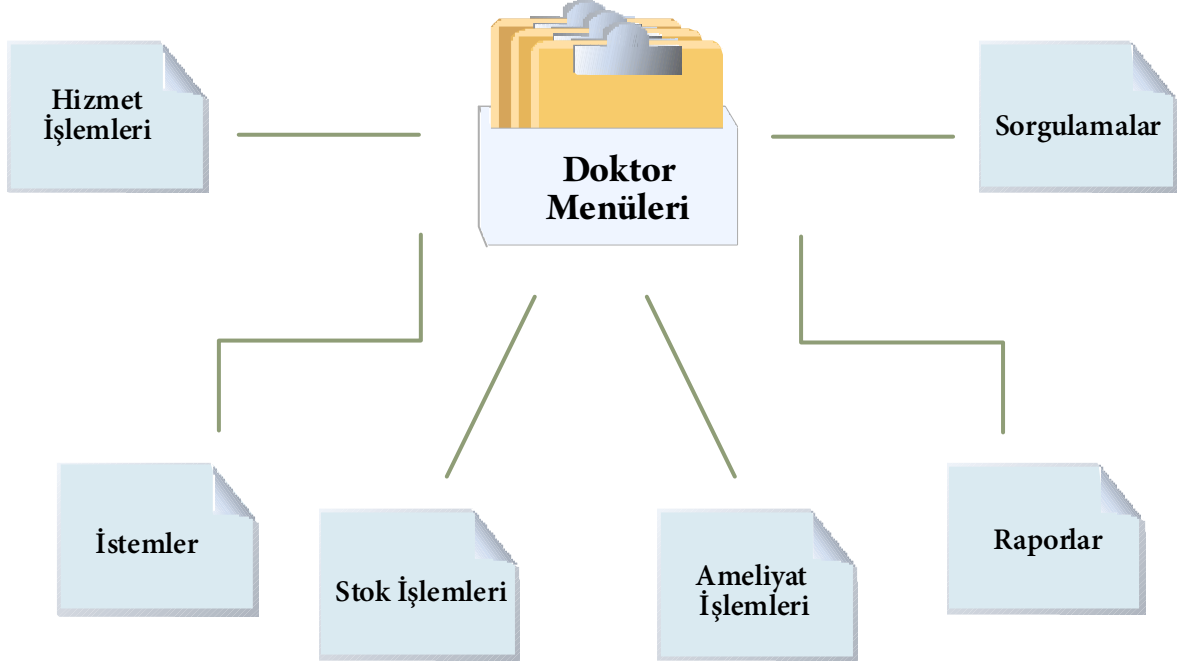 Hizmet
İşlemleri
Doktor
Menüleri
Sorgulamalar
İstemler
Stok İşlemleri
Ameliyat
İşlemleri
Raporlar